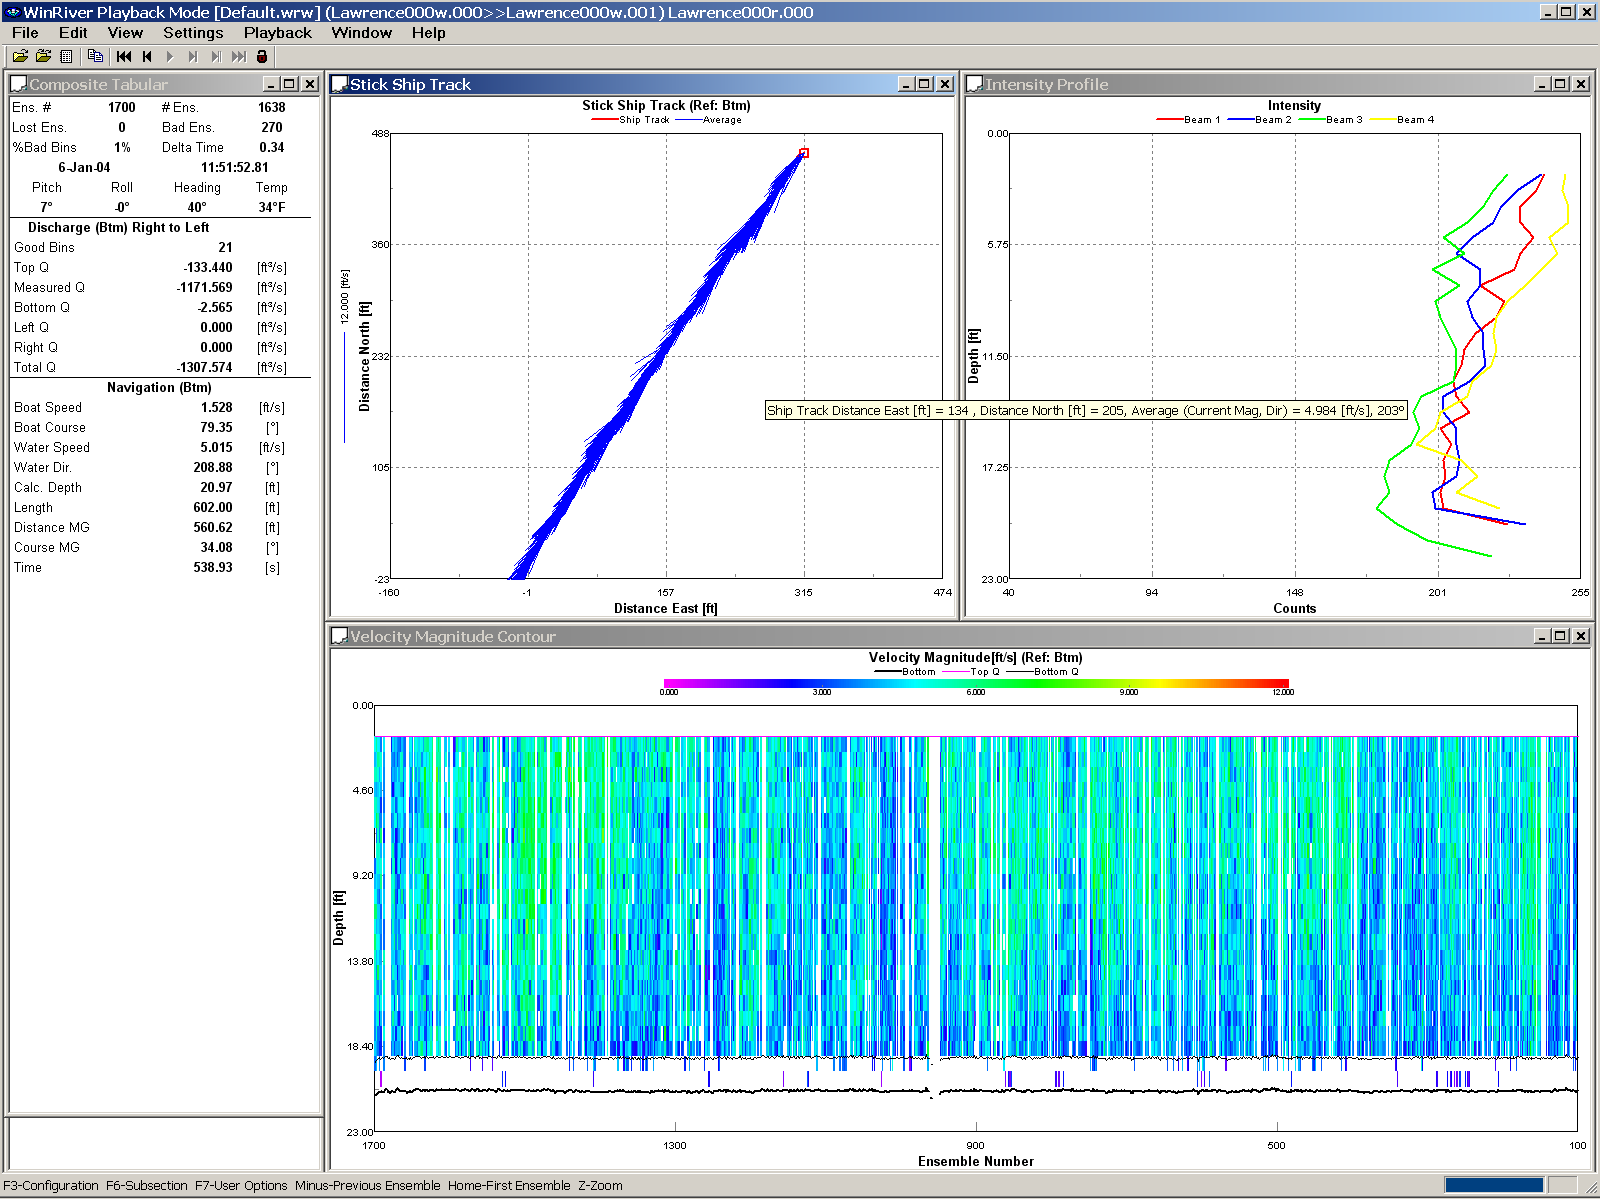 WinRiver Playback Mode [Default.wrw] (Lawrence000w.000>>Lawrence000w.001) Lawrence000r.000
File Edit View Settings Playback Window Help
Composite Tabular
Ens. # 1700 # Ens. 1638
Lost Ens. 0 Bad Ens. 270
%Bad Bins 1% Delta Time 0.34
6-Jan-04 11:51:52.81
Pitch Roll Heading Temp
7° -0° 40° 34°F
Discharge (Btm) Right to Left
Good Bins 21
Top Q -133.440 [ft³/s]
Measured Q -1171.569 [ft³/s]
Bottom Q -2.565 [ft³/s]
Left Q 0.000 [ft³/s]
Right Q 0.000 [ft³/s]
Total Q -1307.574 [ft³/s]
Navigation (Btm)
Boat Speed 1.528 [ft/s]
Boat Course 79.35 [°]
Water Speed 5.015 [ft/s]
Water Dir. 208.88 [°]
Calc. Depth 20.97 [ft]
Length 602.00 [ft]
Distance MG 560.62 [ft]
Course MG 34.08 [°]
Time 538.93 [s]
Stick Ship Track
Stick Ship Track (Ref: Btm)
Ship Track Average
488
360
232
105
-23
12.000 [ft/s]
Distance North [ft]
-160 -1 157 315 474
Distance East [ft]
Ship Track Distance East [ft] = 134 , Distance North [ft] = 205, Average (Current Mag, Dir) = 4.984 [ft/s], 203°
Intensity Profile
Intensity
Beam 1 Beam 2 Beam 3 Beam 4
0.00
5.75
11.50
17.25
23.00
Depth [ft]
40 94 148 201 255
Counts
Velocity Magnitude Contour
Velocity Magnitude[ft/s] (Ref: Btm)
Bottom Top Q Bottom Q
0.000 3.000 6.000 9.000 12.000
0.00
4.60
9.20
13.80
18.40
23.00
Depth [ft]
1700 1300 900 500 100
Ensemble Number
F3-Configuration F6-Subsection F7-User Options Minus-Previous Ensemble Home-First Ensemble Z-Zoom